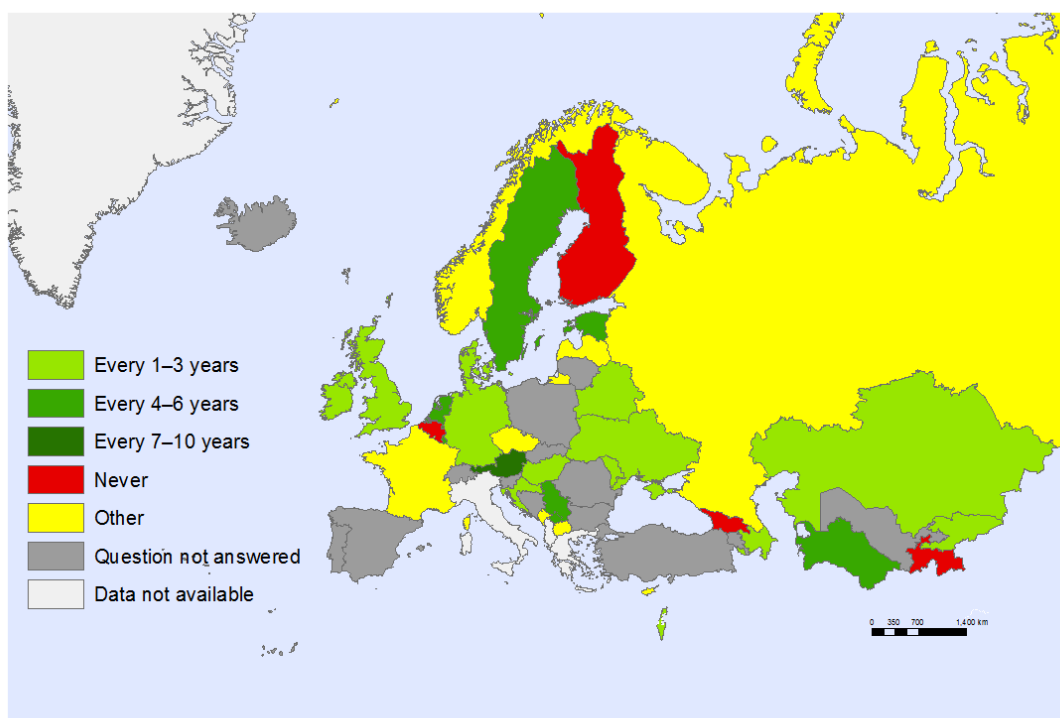 Every 1–3 years
Every 4–6 years
Every 7–10 years
Never
Other
Question not answered
Data not available
0 350 700 1,400 km